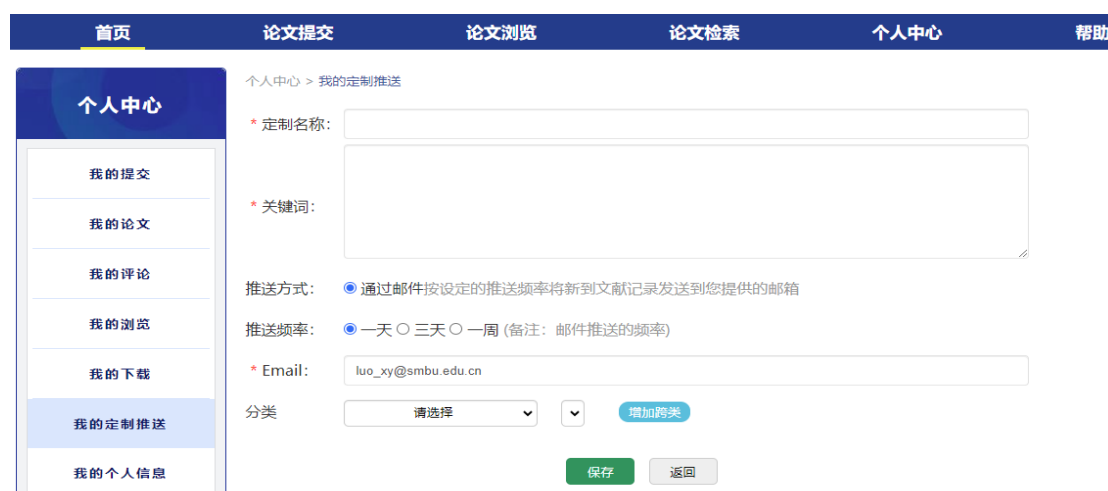 首页 论文提交 论文浏览 论文检索 个人中心 帮助
个人中心
我的提交
我的论文
我的评论
我的浏览
我的下载
我的定制推送
我的个人信息
个人中心 > 我的定制推送
* 定制名称：
* 关键词：
推送方式： 通过邮件按设定的推送频率将新到文献记录发送到您提供的邮箱
推送频率： 一天 三天 一周 (备注：邮件推送的频率)
* Email： luo_xy@smbu.edu.cn
分类 请选择 增加跨类
保存 返回